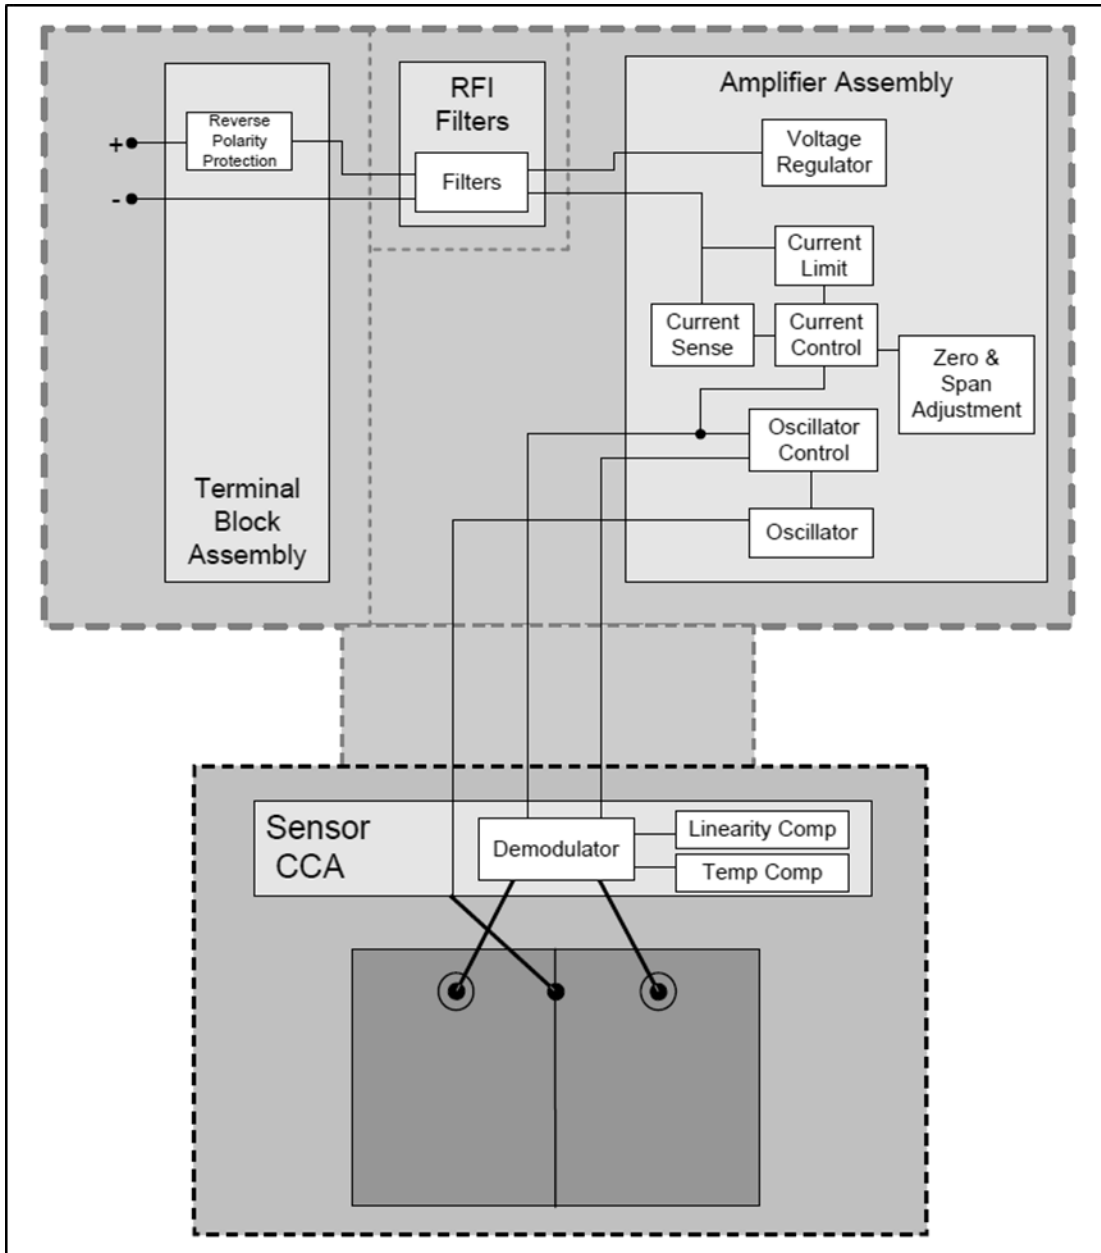 +
-
Reverse
Polarity
Protection
Terminal
Block
Assembly
RFI
Filters
Filters
Amplifier Assembly
Voltage
Regulator
Current
Limit
Current
Sense
Current
Control
Zero &
Span
Adjustment
Oscillator
Control
Oscillator
Sensor
CCA
Demodulator
Linearity Comp
Temp Comp